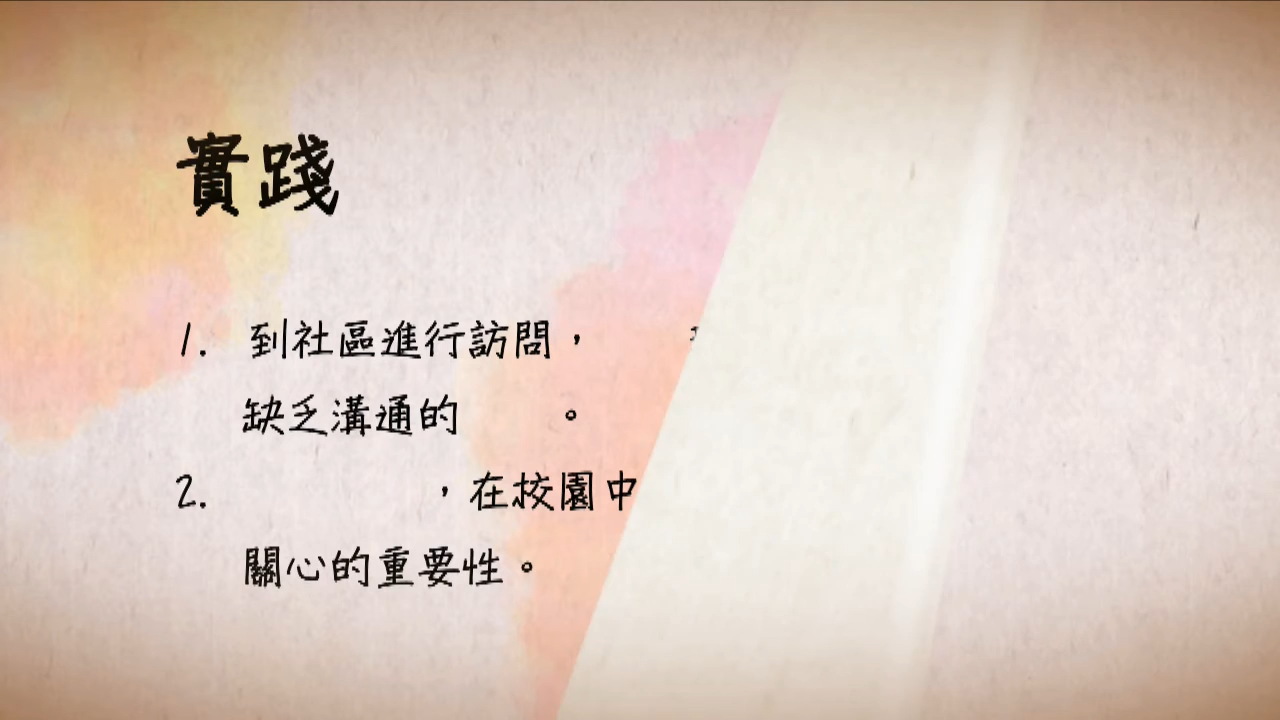 實踐
1. 到社區進行訪問，
缺乏溝通的 。
2. ，在校園中
關心的重要性。